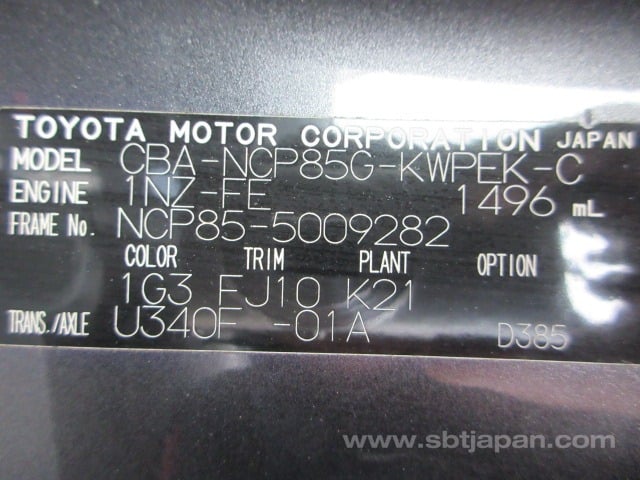 TOYOTA MOTOR CORPORATION JAPAN
MODEL CBA-NCP85G-KWPEK-C
ENGINE 1NZ-FE 1496 mL
FRAME No. NCP85-5009282
COLOR TRIM PLANT OPTION
1G3 FJ10 K21
TRANS./AXLE U340F -01A D385
www.sbtjapan.com